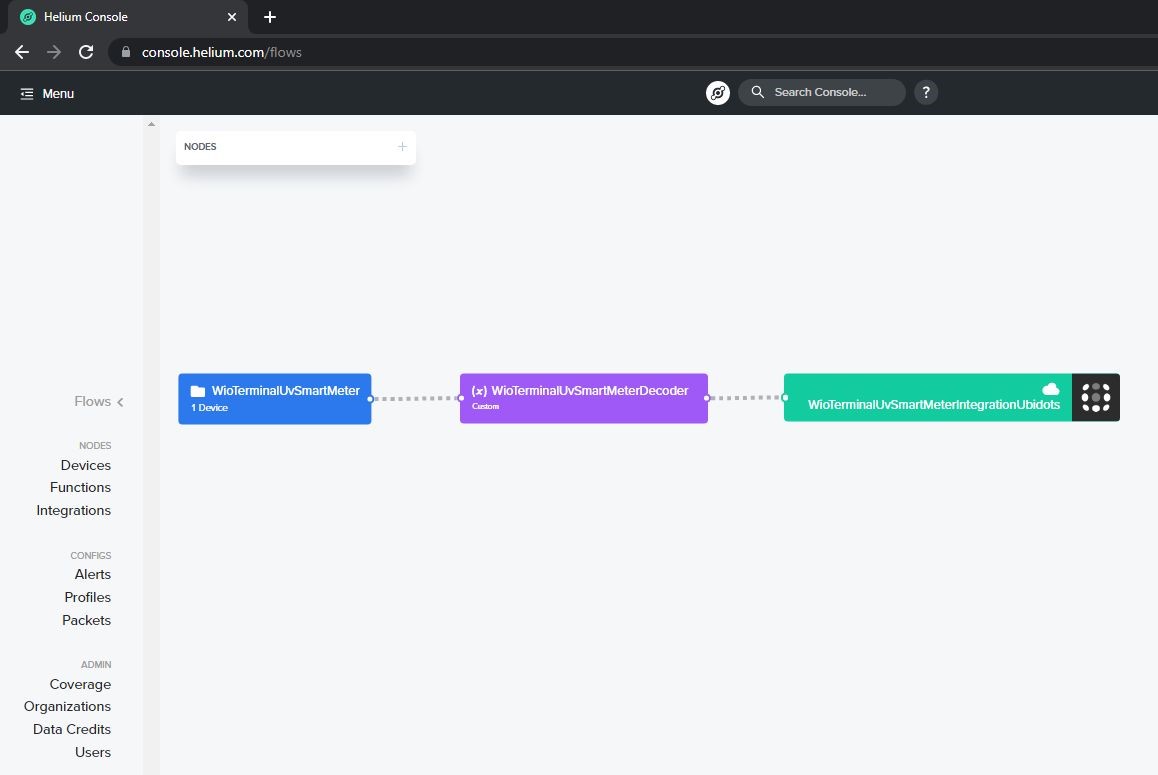 Helium Console
console.helium.com/flows
Menu
Search Console...
?
NODES
WioTerminalUvSmartMeter
1 Device
(x) WioTerminalUvSmartMeterDecoder
Custom
WioTerminalUvSmartMeterIntegrationUbidots
Flows
NODES
Devices
Functions
Integrations
CONFIGS
Alerts
Profiles
Packets
ADMIN
Coverage
Organizations
Data Credits
Users